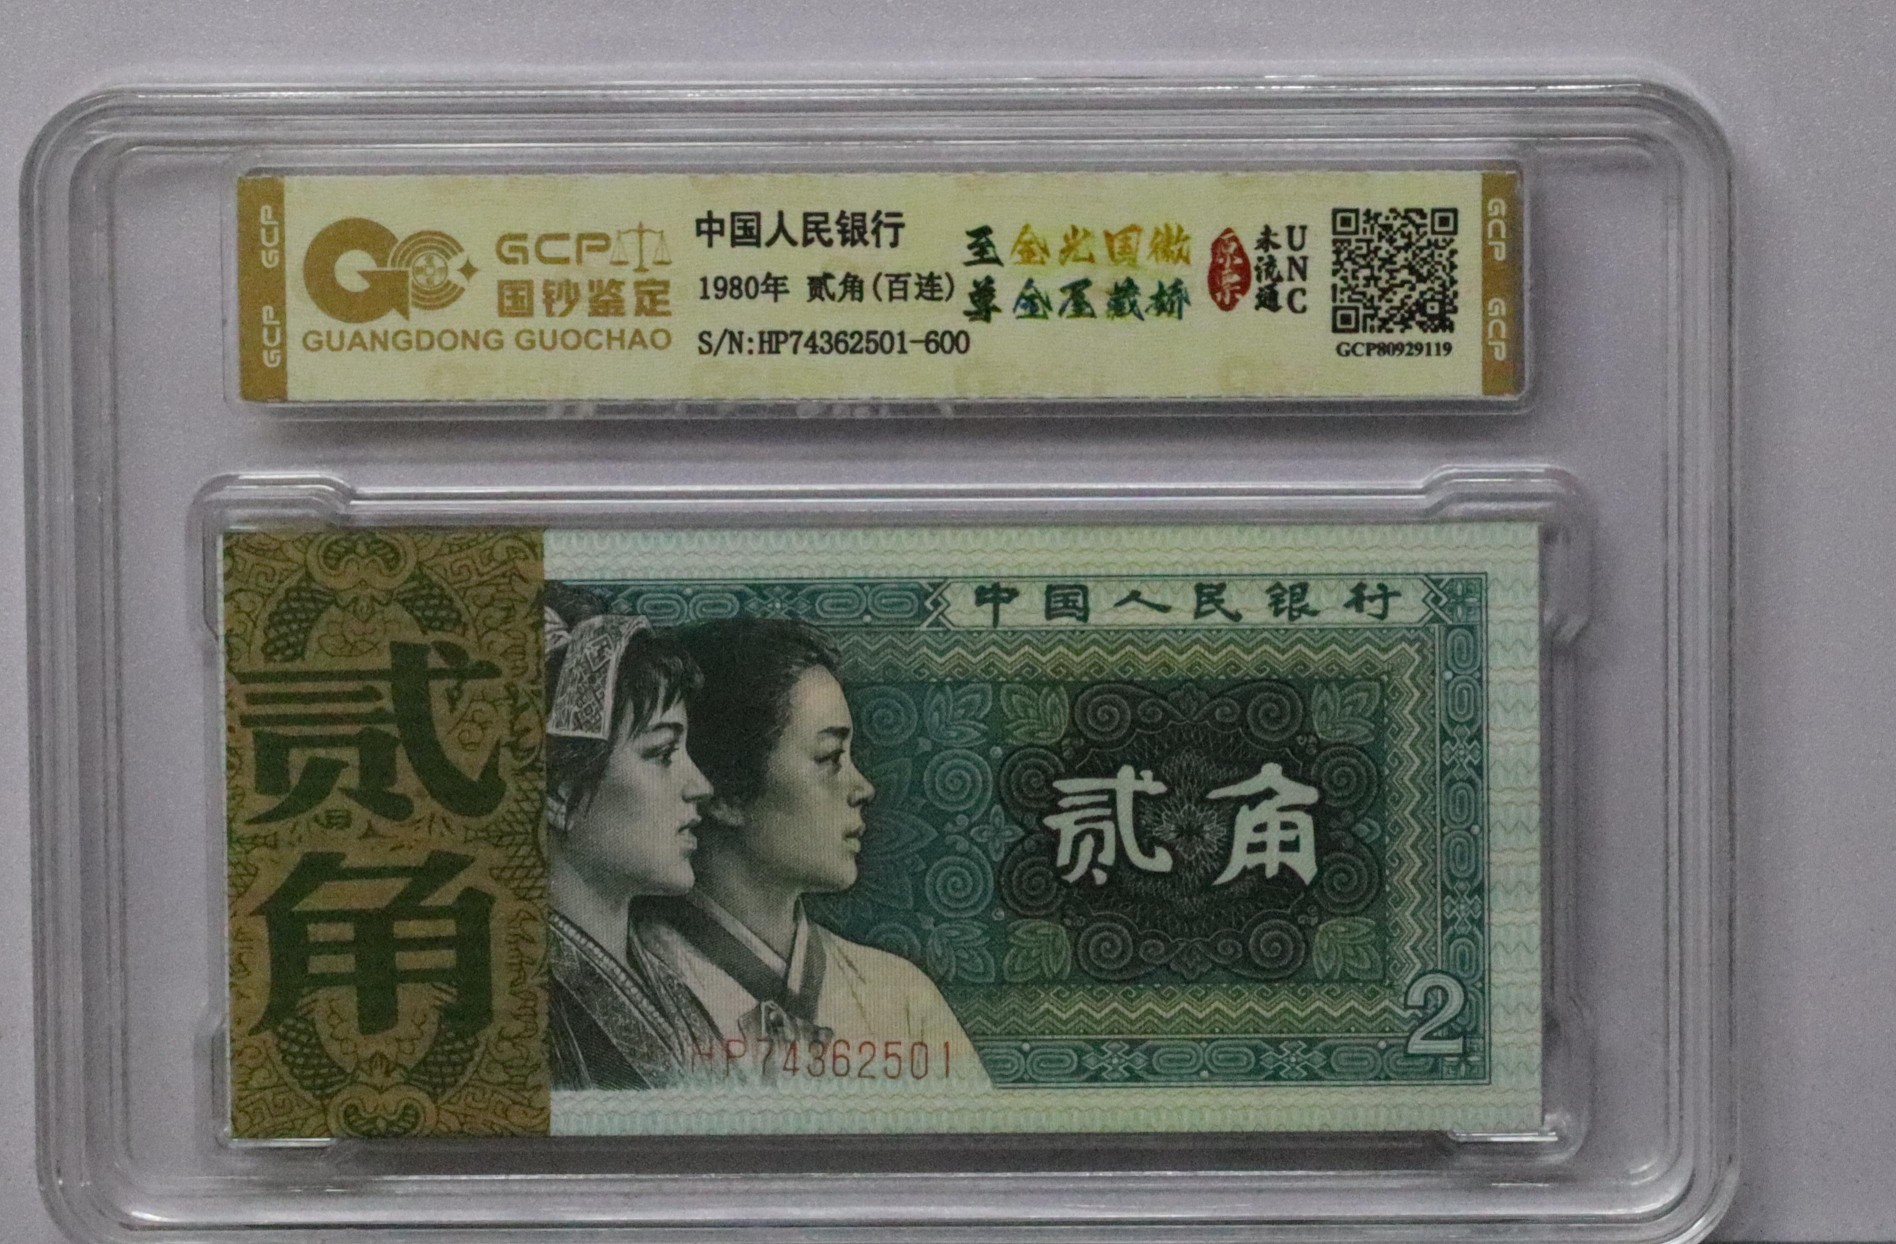 GCP
GCP
GCP
国钞鉴定
GUANGDONG GUOCHAO
中国人民银行
1980年 贰角(百连)
S/N:HP74362501-600
至尊
金光国徽
金屋藏娇
原票
未流通
UNC
GCP80929119
GCP
GCP
贰角
中国人民银行
贰角
HP74362501
2